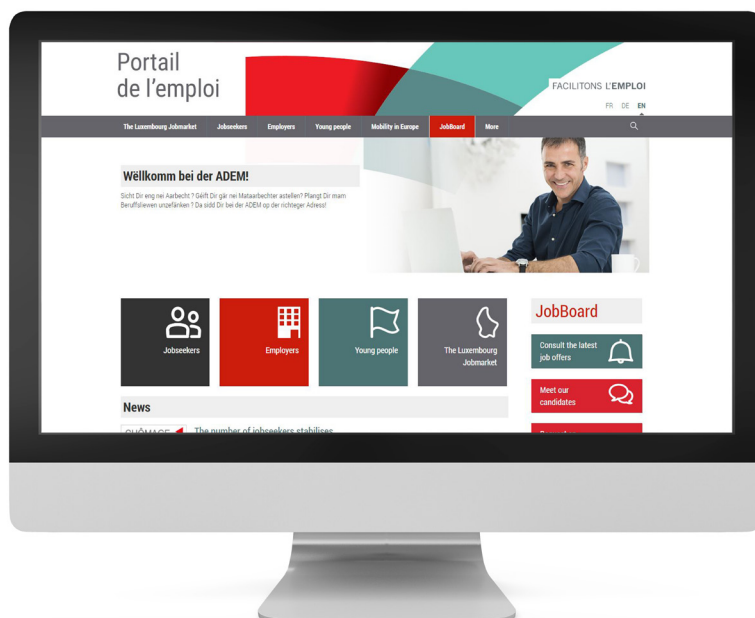 Portail
de l'emploi
FACILITONS L'EMPLOI
FR DE EN
The Luxembourg Jobmarket Jobseekers Employers Young people Mobility in Europe JobBoard More
Wëllkomm bei der ADEM!
Sicht Dir eng nei Aarbecht ? Géift Dir gär nei Mataarbechter astellen? Plangt Dir mam
Beruffsliewen unzefänken ? Da sidd Dir bei der ADEM op der richteger Adress!
Jobseekers
Employers
Young people
The Luxembourg
Jobmarket
JobBoard
Consult the latest
job offers
Meet our
candidates
News
CHÔMAGE
The number of jobseekers stabilises